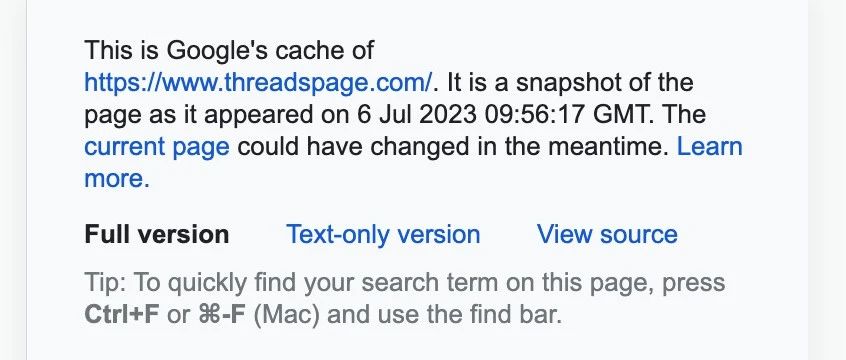 This is Google's cache of
https://www.threadspage.com/. It is a snapshot of the
page as it appeared on 6 Jul 2023 09:56:17 GMT. The
current page could have changed in the meantime. Learn
more.
Full version Text-only version View source
Tip: To quickly find your search term on this page, press
Ctrl+F or ⌘-F (Mac) and use the find bar.